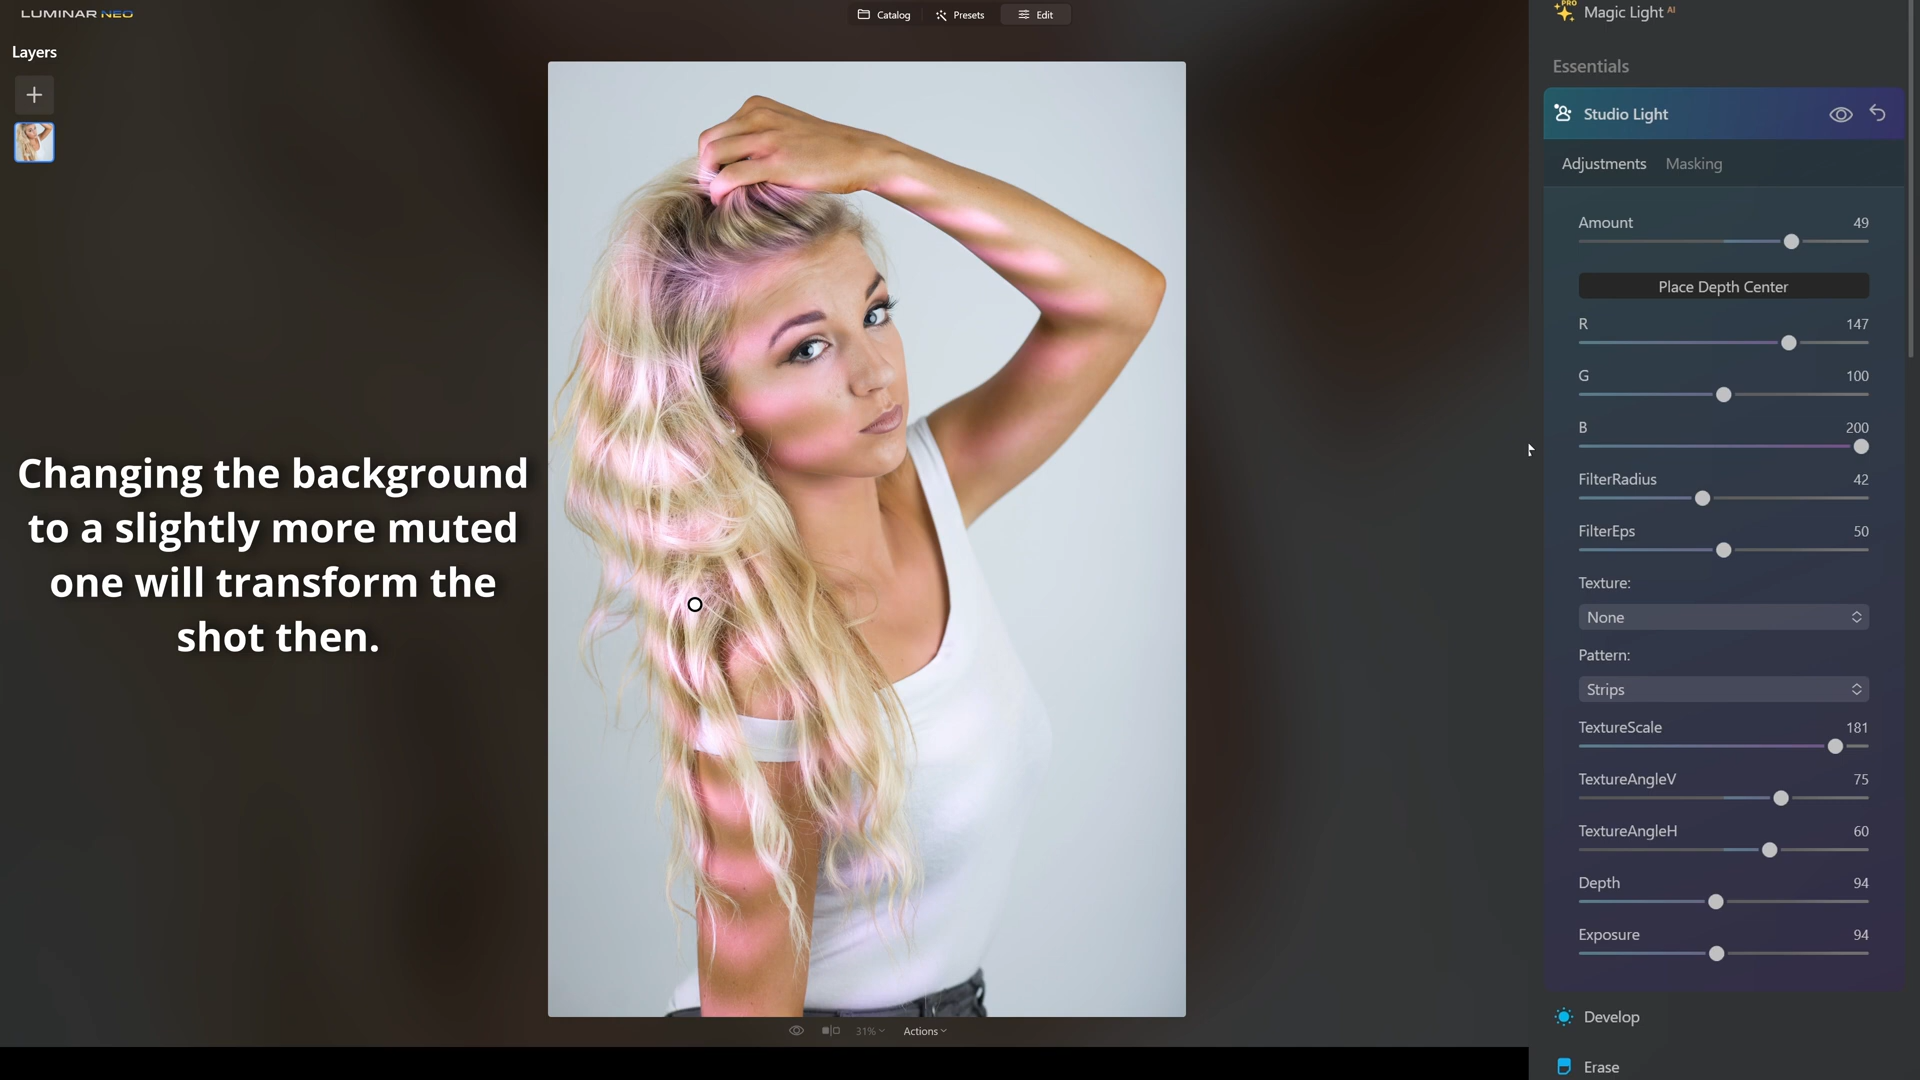 LUMINAR NEO
Catalog
Presets
Edit
Layers
Changing the background
to a slightly more muted
one will transform the
shot then.
31%
Actions
PRO
Magic Light AI
Essentials
Studio Light
Adjustments
Masking
Amount 49
Place Depth Center
R 147
G 100
B 200
FilterRadius 42
FilterEps 50
Texture:
None
Pattern:
Strips
TextureScale 181
TextureAngleV 75
TextureAngleH 60
Depth 94
Exposure 94
Develop
Erase